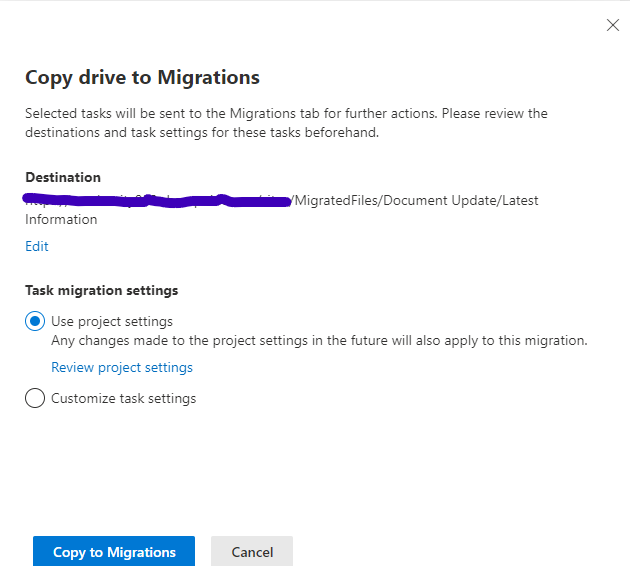 Copy drive to Migrations
Selected tasks will be sent to the Migrations tab for further actions. Please review the
destinations and task settings for these tasks beforehand.
Destination
/MigratedFiles/Document Update/Latest
Information
Edit
Task migration settings
Use project settings
Any changes made to the project settings in the future will also apply to this migration.
Review project settings
Customize task settings
Copy to Migrations
Cancel